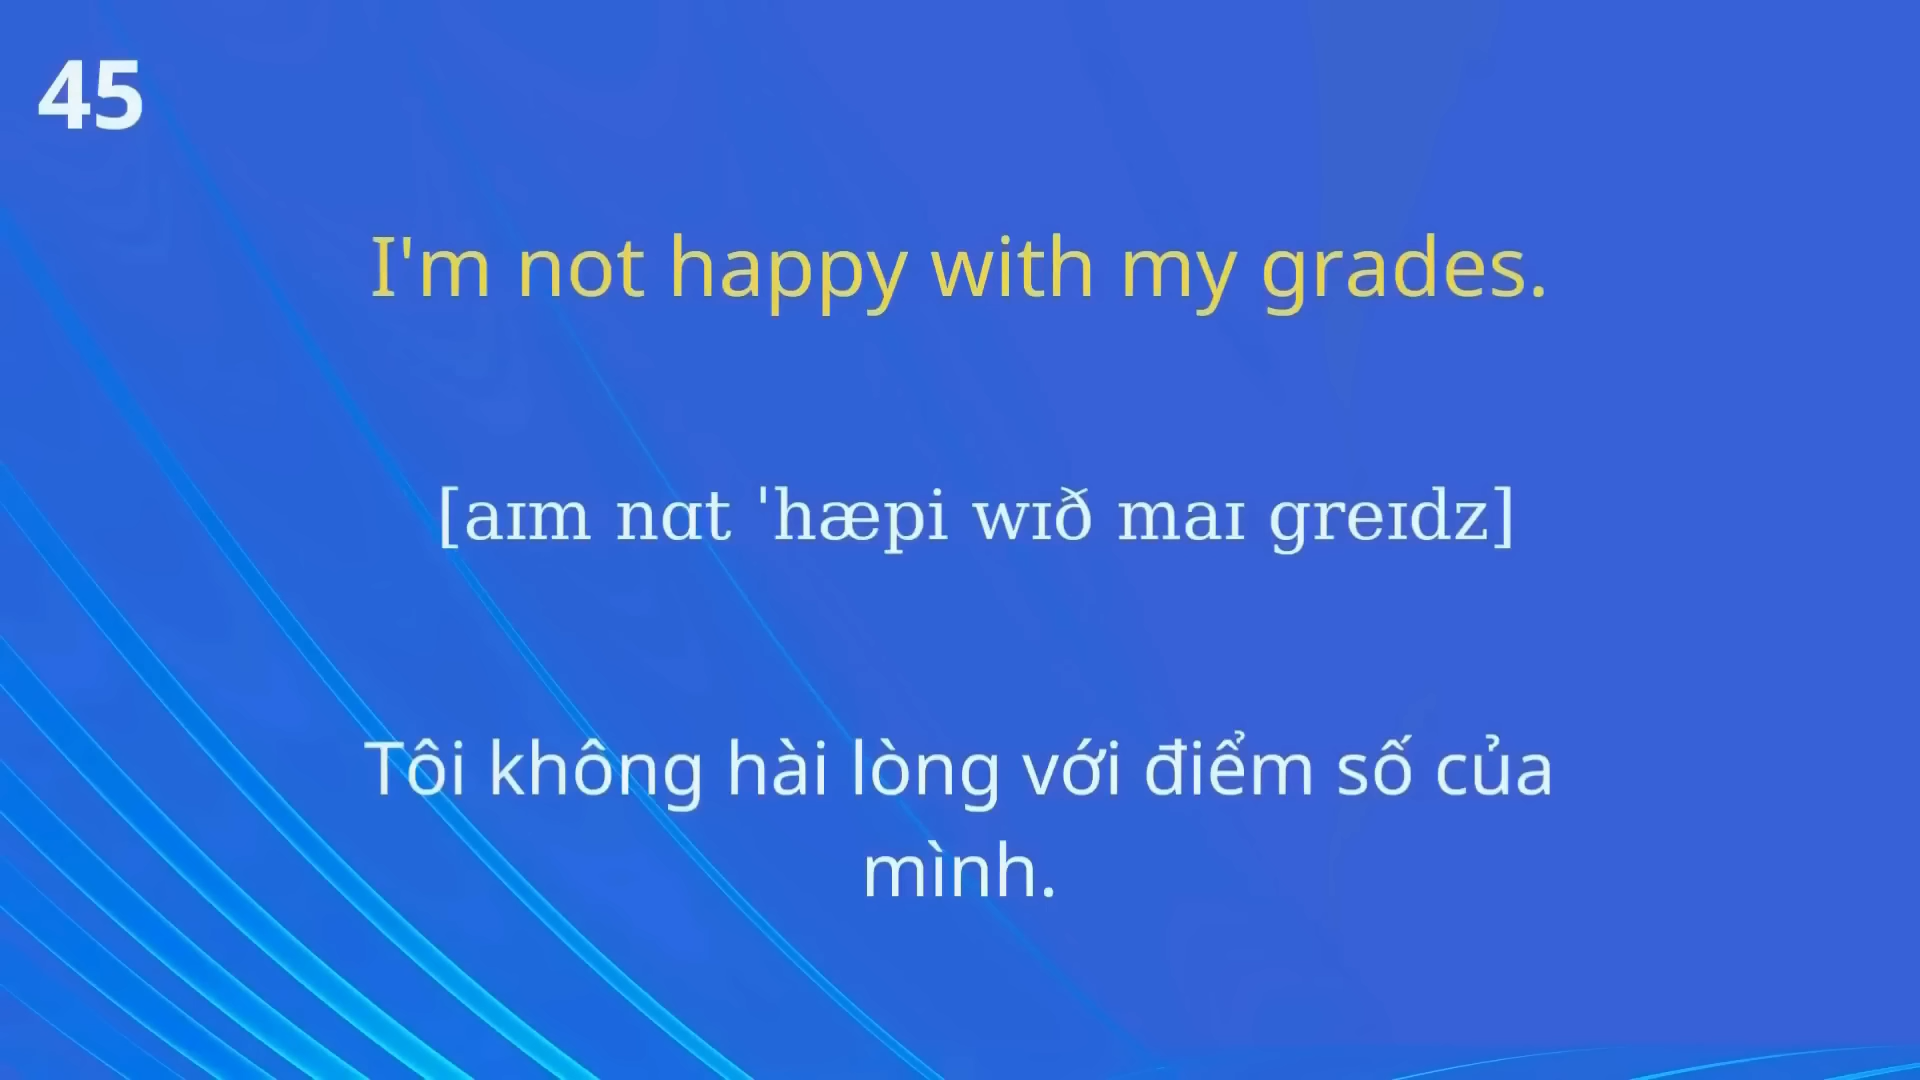 45
I'm not happy with my grades.
[aɪm nɑt ˈhæpi wɪð maɪ greɪdz]
Tôi không hài lòng với điểm số của
mình.